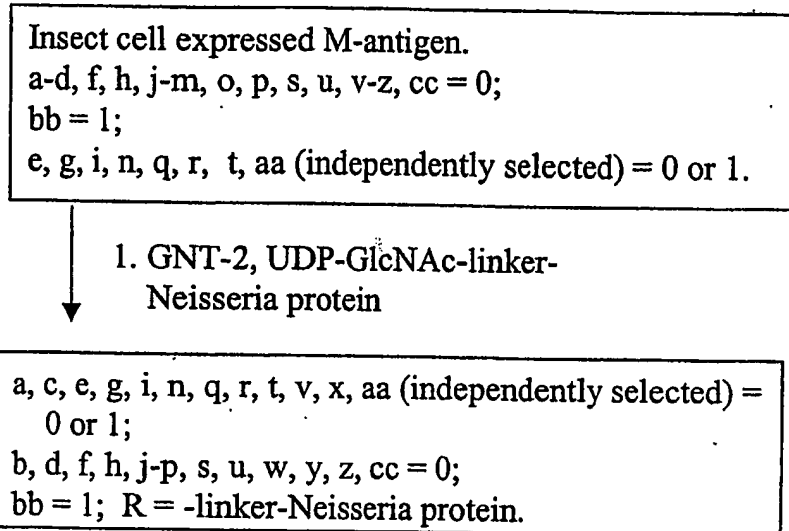 Insect cell expressed M-antigen.
a-d, f, h, j-m, o, p, s, u, v-z, cc = 0;
bb = 1;
e, g, i, n, q, r, t, aa (independently selected) = 0 or 1.
1. GNT-2, UDP-GlcNAc-linker-
Neisseria protein
a, c, e, g, i, n, q, r, t, v, x, aa (independently selected) =
0 or 1;
b, d, f, h, j-p, s, u, w, y, z, cc = 0;
bb = 1; R = -linker-Neisseria protein.